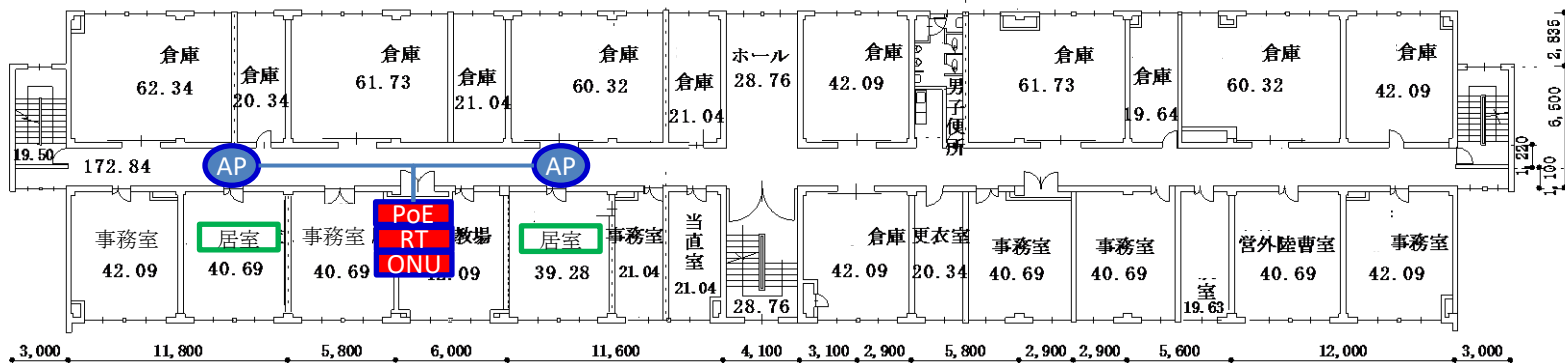 倉庫
62.34
倉庫
20.34
倉庫
61.73
倉庫
21.04
倉庫
60.32
倉庫
21.04
ホール
28.76
倉庫
42.09
男子便所
倉庫
61.73
倉庫
19.64
倉庫
60.32
倉庫
42.09
2,835
6,500
1,220
1,100
19.50
172.84
AP
AP
PoE
RT
ONU
事務室
42.09
居室
40.69
事務室
40.69
教場
居室
39.28
事務室
21.04
当直室
21.04
28.76
倉庫
42.09
更衣室
20.34
事務室
40.69
事務室
40.69
室
19.63
営外陸曹室
40.69
事務室
42.09
3,000
11,800
5,800
6,000
11,600
4,100
3,100
2,900
5,800
2,900
2,900
5,600
12,000
3,000